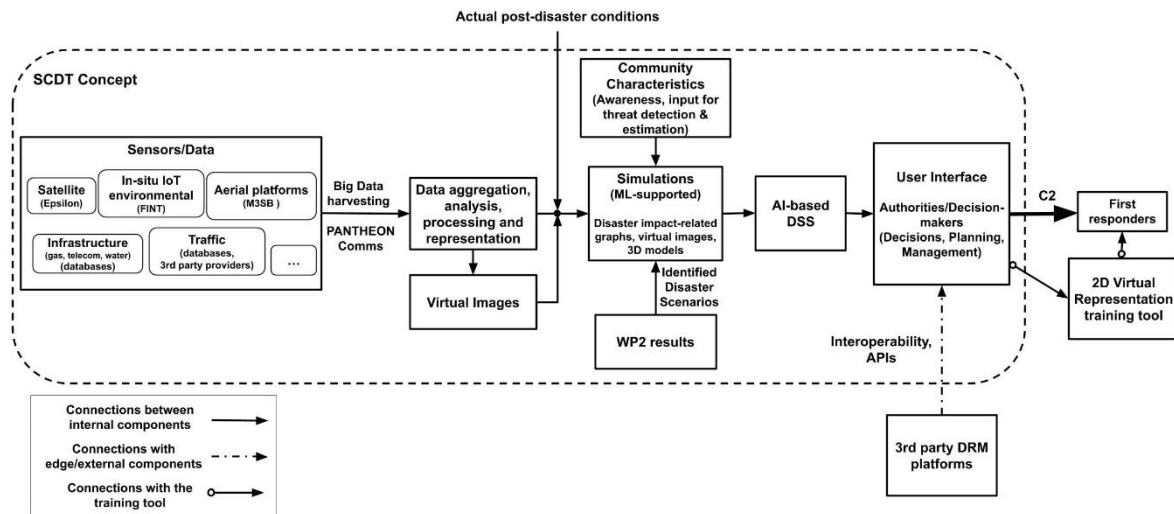 Actual post-disaster conditions
SCDT Concept
Community
Characteristics
(Awareness, input for
threat detection &
estimation)
Sensors/Data
Satellite
(Epsilon)
In-situ IoT
environmental
(FINT)
Aerial platforms
(M3SB )
Infrastructure
(gas, telecom, water)
(databases)
Traffic
(databases,
3rd party providers)
...
Big Data
harvesting
PANTHEON
Comms
Data aggregation,
analysis,
processing and
representation
Virtual Images
Simulations
(ML-supported)
Disaster impact-related
graphs, virtual images,
3D models
Identified
Disaster
Scenarios
WP2 results
AI-based
DSS
User Interface
Authorities/Decision-
makers
(Decisions, Planning,
Management)
C2
First
responders
2D Virtual
Representation
training tool
Interoperability,
APIs
3rd party DRM
platforms
Connections between
internal components
Connections with
edge/external components
Connections with the
training tool